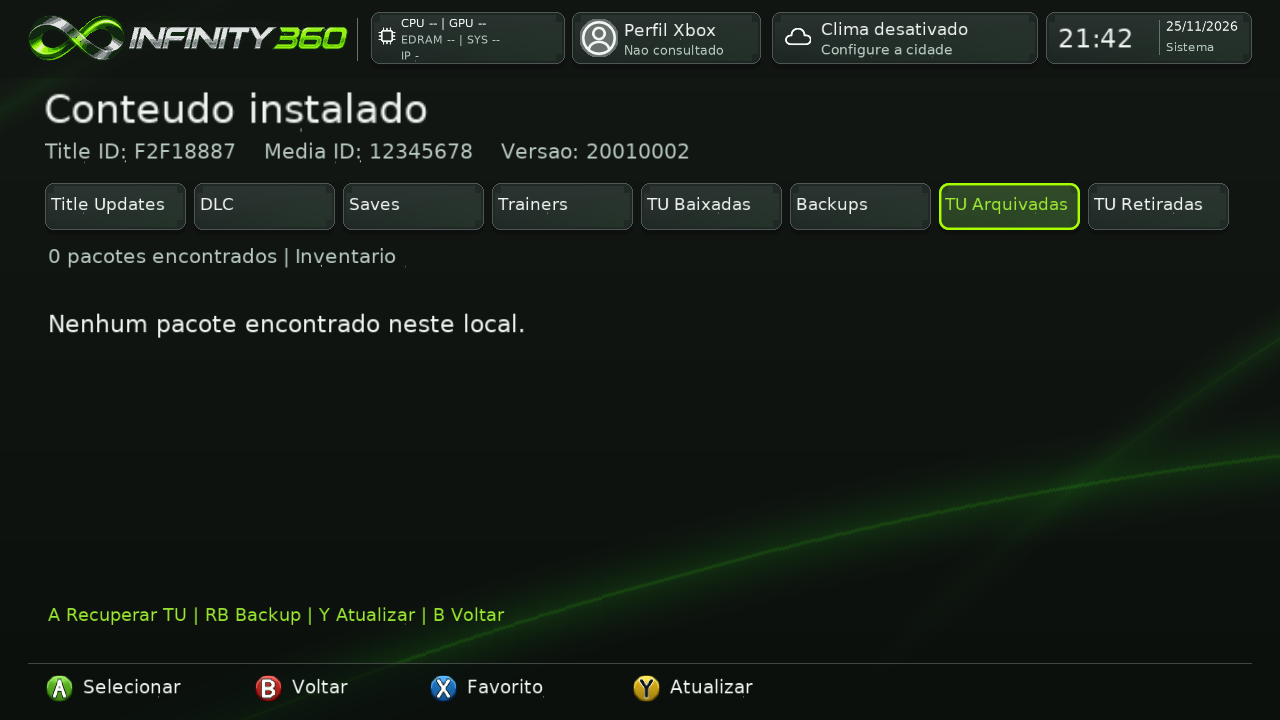 INFINITY 360
CPU -- | GPU --
EDRAM -- | SYS --
IP -
Perfil Xbox
Nao consultado
Clima desativado
Configure a cidade
21:42
25/11/2026
Sistema
Conteudo instalado
Title ID: F2F18887 Media ID: 12345678 Versao: 20010002
Title Updates DLC Saves Trainers TU Baixadas Backups TU Arquivadas TU Retiradas
0 pacotes encontrados | Inventario
Nenhum pacote encontrado neste local.
A Recuperar TU | RB Backup | Y Atualizar | B Voltar
A Selecionar B Voltar X Favorito Y Atualizar